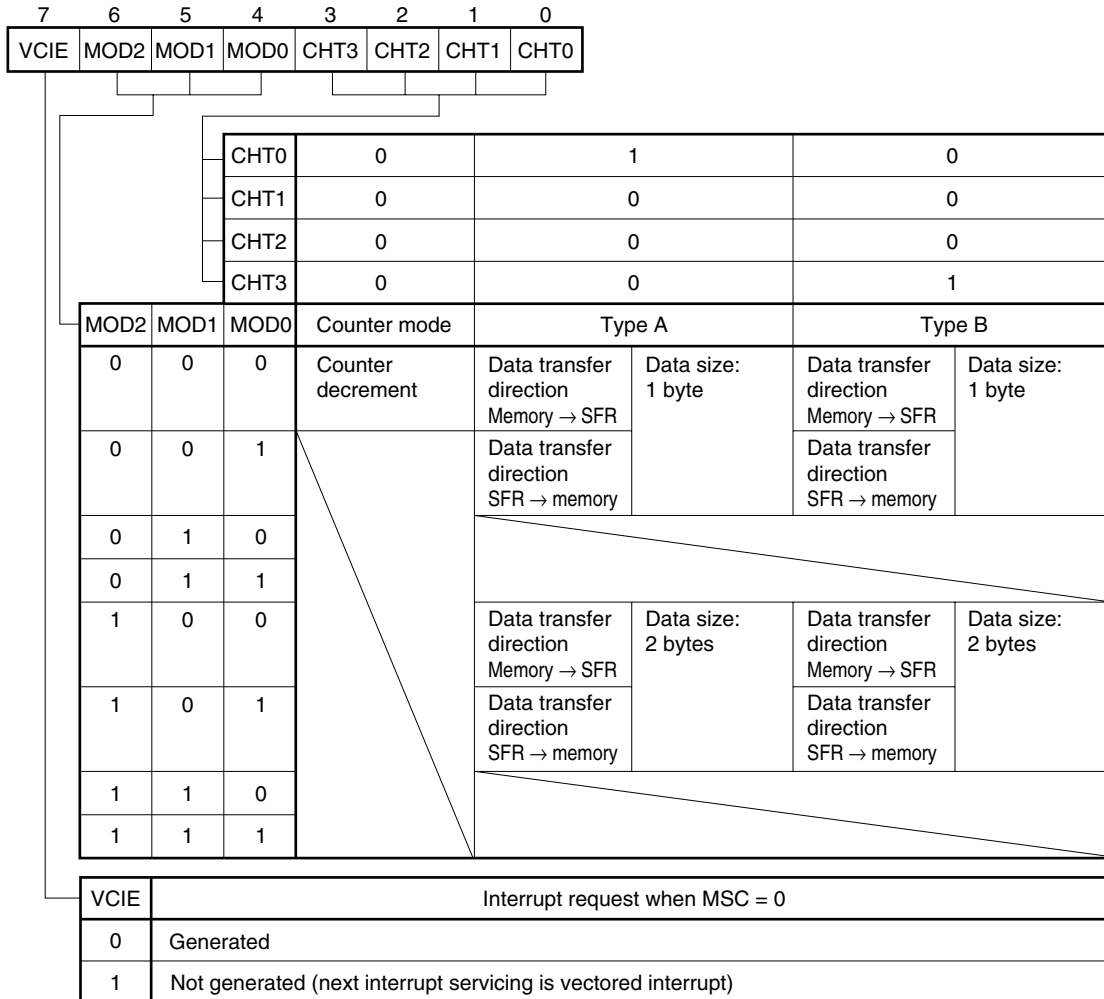 7 6 5 4 3 2 1 0
VCIE MOD2 MOD1 MOD0 CHT3 CHT2 CHT1 CHT0
CHT0 0 1 0
CHT1 0 0 0
CHT2 0 0 0
CHT3 0 0 1
MOD2 MOD1 MOD0 Counter mode Type A Type B
0 0 0 Counter Data transfer Data size: Data transfer Data size:
decrement direction 1 byte direction 1 byte
Memory → SFR Memory → SFR
0 0 1 Data transfer Data transfer
direction direction
SFR → memory SFR → memory
0 1 0
0 1 1
1 0 0 Data transfer Data size: Data transfer Data size:
direction 2 bytes direction 2 bytes
Memory → SFR Memory → SFR
1 0 1 Data transfer Data transfer
direction direction
SFR → memory SFR → memory
1 1 0
1 1 1
VCIE Interrupt request when MSC = 0
0 Generated
1 Not generated (next interrupt servicing is vectored interrupt)